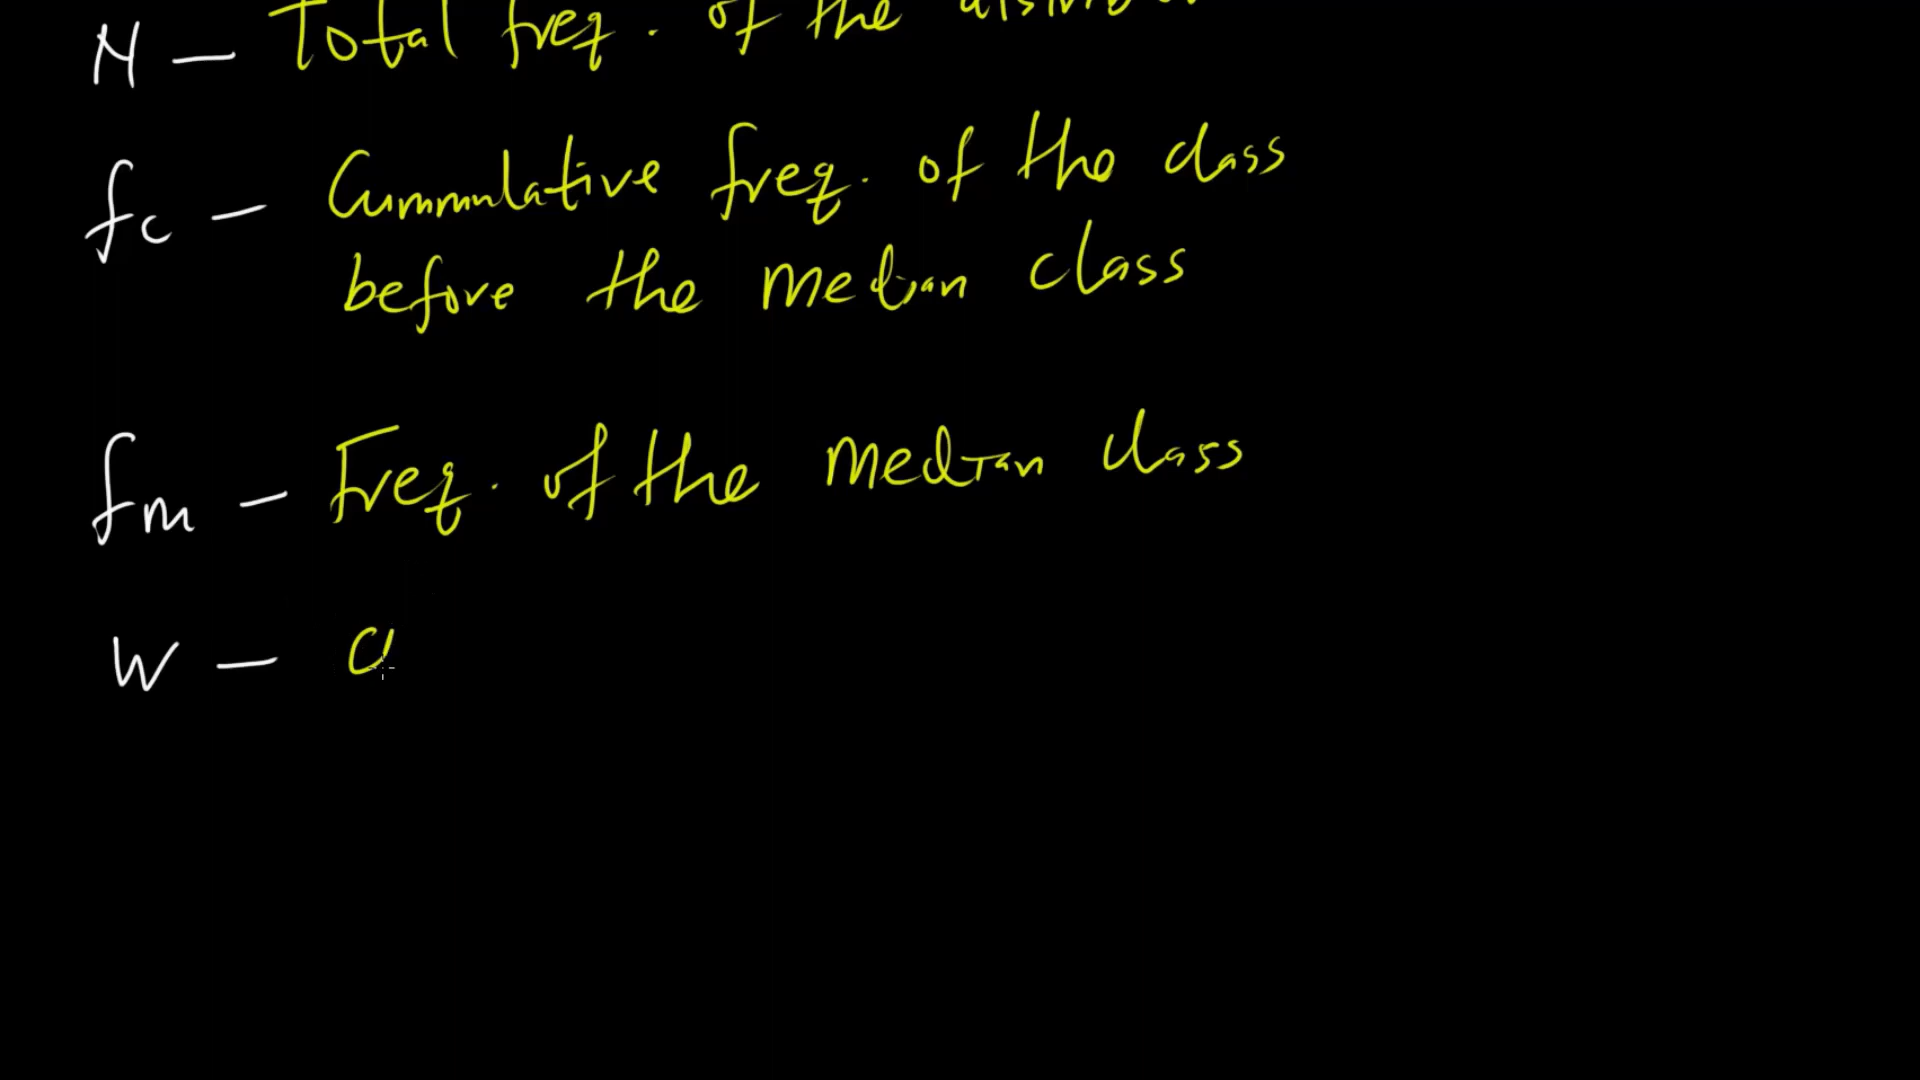 N — Total freq. of the
fc — Cummulative freq. of the class
before the median class
fm — Freq. of the median class
W — Cl